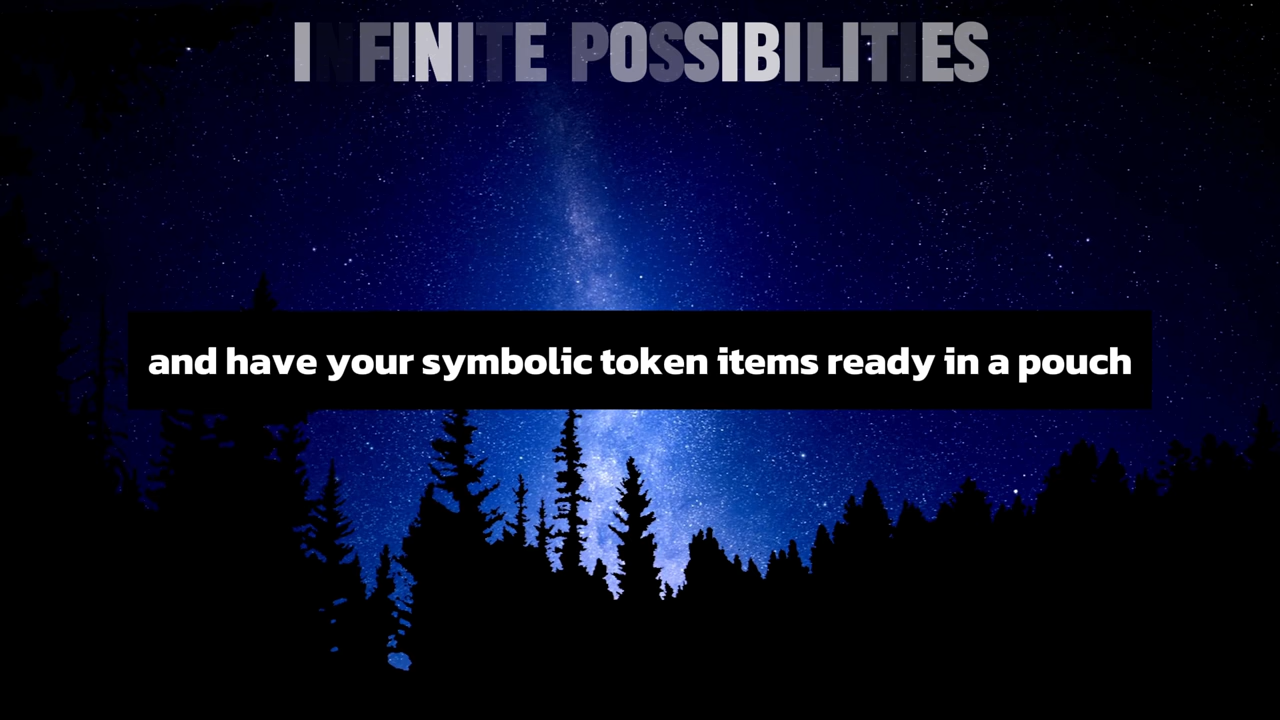 INFINITE POSSIBILITIES
and have your symbolic token items ready in a pouch